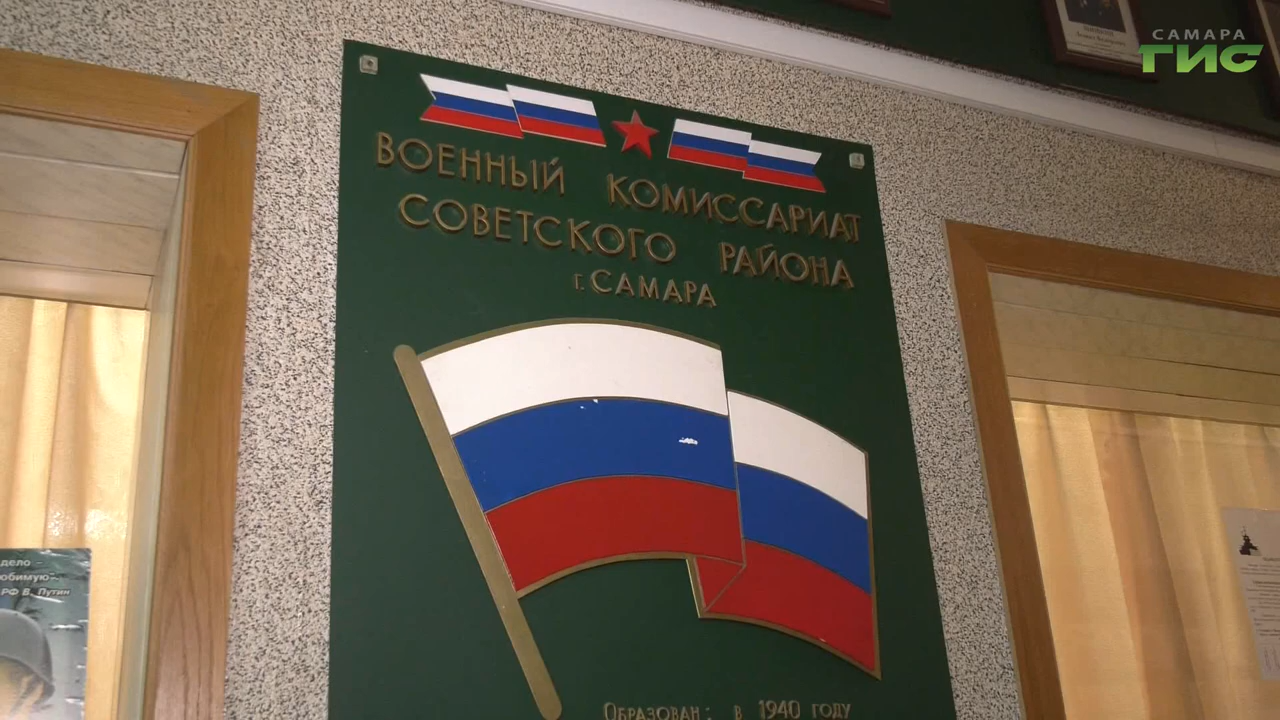 САМАРА
ГИС
ВОЕННЫЙ КОМИССАРИАТ
СОВЕТСКОГО РАЙОНА
Г. САМАРА
ОБРАЗОВАН: В 1940 ГОДУ
дело -
юбимую".
РФ В. Путин